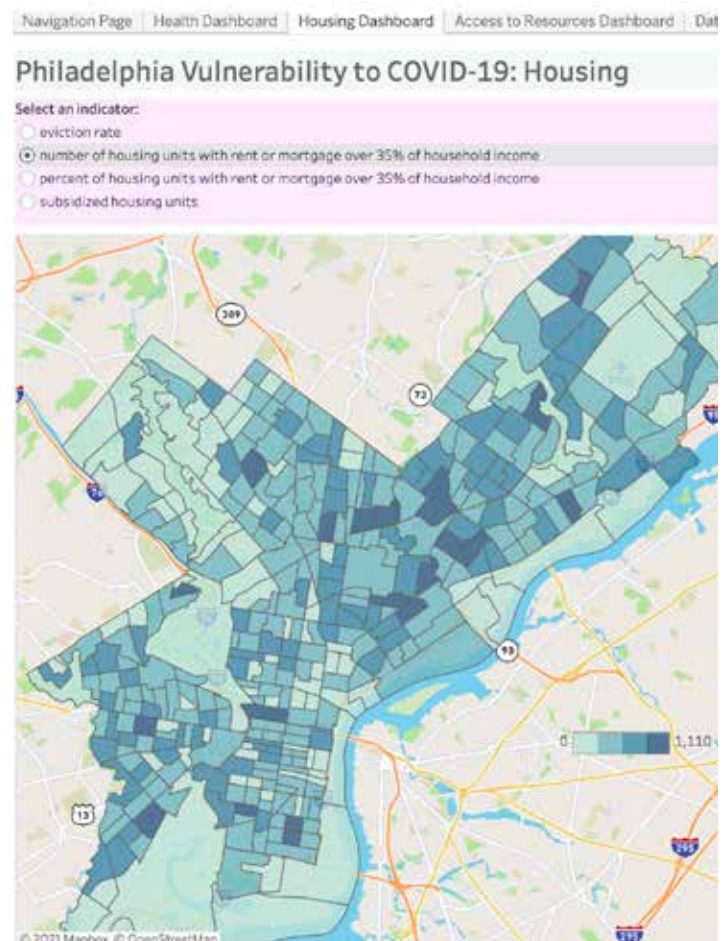 Navigation Page Health Dashboard Housing Dashboard Access to Resources Dashboard Dat
Philadelphia Vulnerability to COVID-19: Housing
Select an indicator:
eviction rate
number of housing units with rent or mortgage over 35% of household income
percent of housing units with rent or mortgage over 35% of household income
subsidized housing units
309
73
95
76
90
0 1,110
13
295
295
© 2021 Mapbox © OpenStreetMap